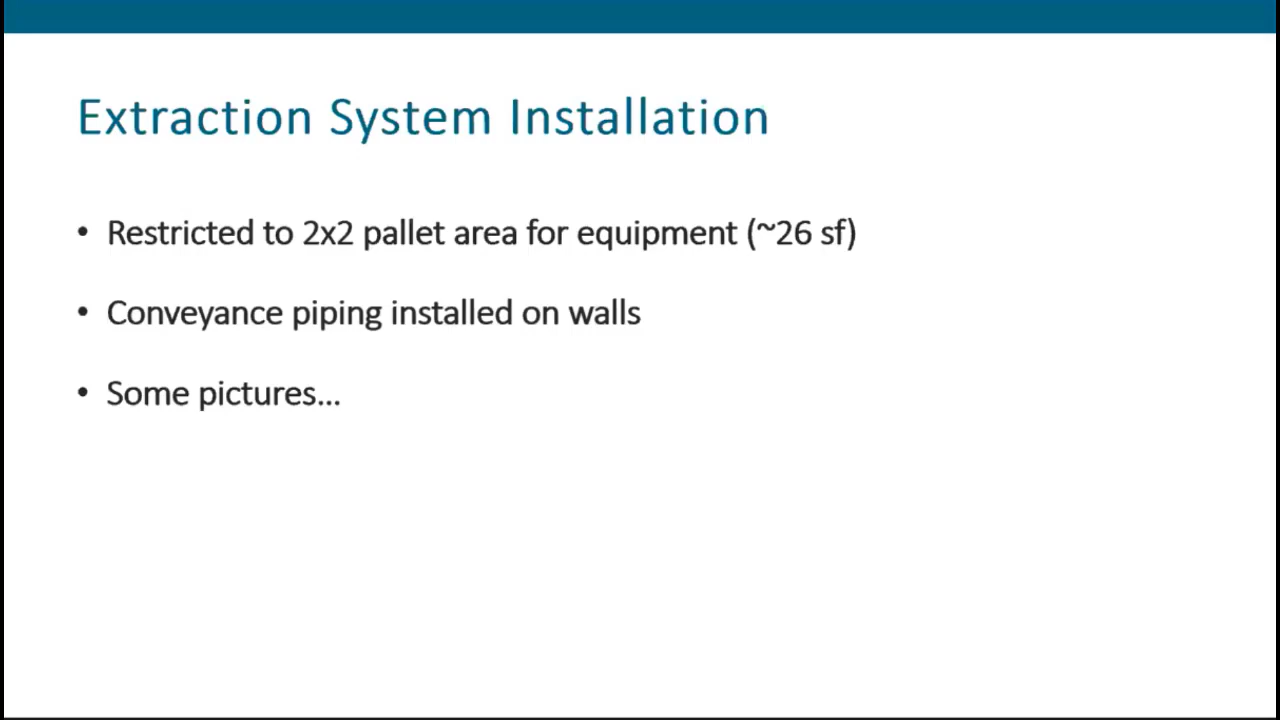 Extraction System Installation
• Restricted to 2x2 pallet area for equipment (~26 sf)
• Conveyance piping installed on walls
• Some pictures...